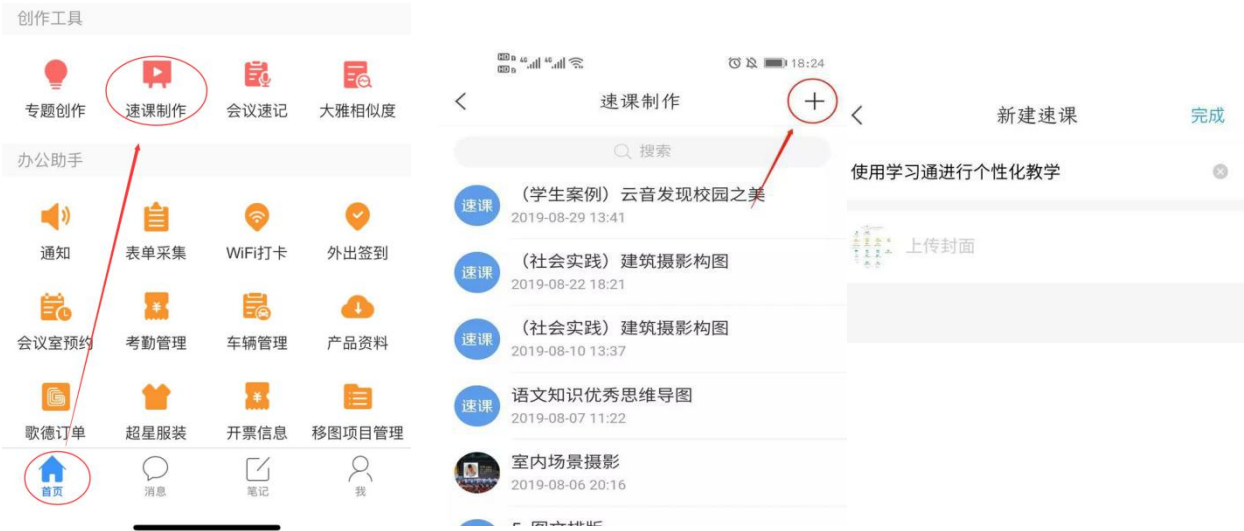 创作工具
专题创作 速课制作 会议速记 大雅相似度
办公助手
通知 表单采集 WiFi打卡 外出签到
会议室预约 考勤管理 车辆管理 产品资料
歌德订单 超星服装 开票信息 移图项目管理
首页 消息 笔记 我
18:24
速课制作
搜索
速课 (学生案例)云音发现校园之美
2019-08-29 13:41
速课 (社会实践)建筑摄影构图
2019-08-22 18:21
速课 (社会实践)建筑摄影构图
2019-08-10 13:37
速课 语文知识优秀思维导图
2019-08-07 11:22
室内场景摄影
2019-08-06 20:16
新建速课 完成
使用学习通进行个性化教学
上传封面